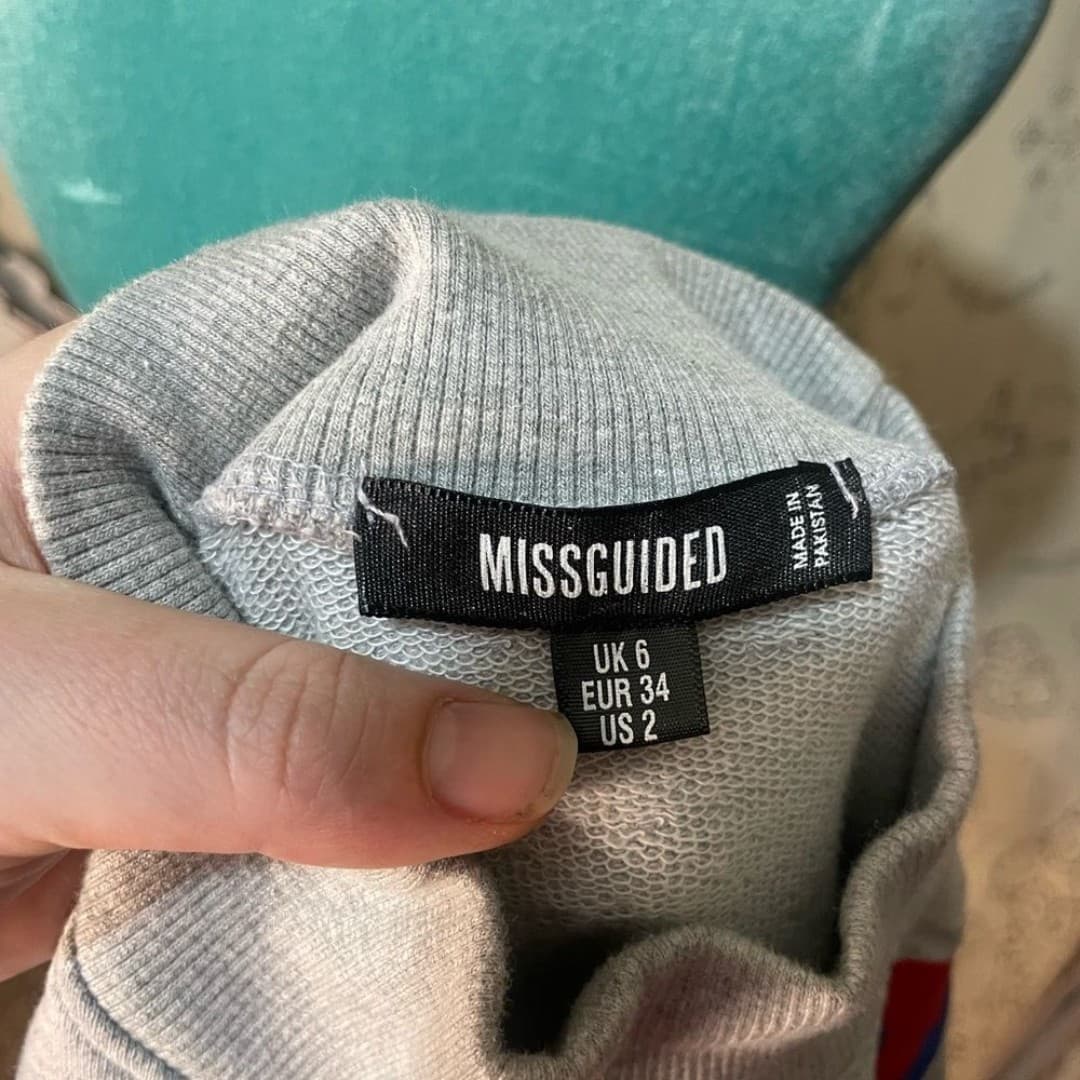 MISSGUIDED
MADE IN
PAKISTAN
UK 6
EUR 34
US 2